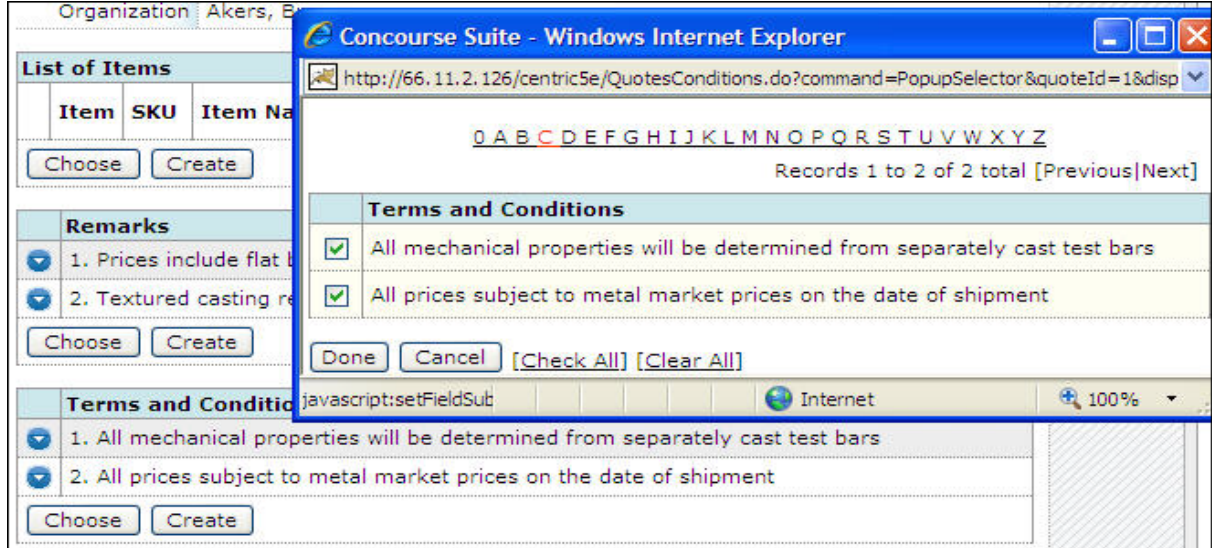 Organization Akers, B
List of Items
Item SKU Item Na
Choose Create
Remarks
1. Prices include flat
2. Textured casting re
Choose Create
Terms and Conditio
1. All mechanical properties will be determined from separately cast test bars
2. All prices subject to metal market prices on the date of shipment
Choose Create
Concourse Suite - Windows Internet Explorer
http://66.11.2.126/centric5e/QuotesConditions.do?command=PopupSelector&quoteId=1&disp
0 A B C D E F G H I J K L M N O P Q R S T U V W X Y Z
Records 1 to 2 of 2 total [Previous|Next]
Terms and Conditions
All mechanical properties will be determined from separately cast test bars
All prices subject to metal market prices on the date of shipment
Done Cancel [Check All] [Clear All]
javascript:setFieldSub Internet 100%